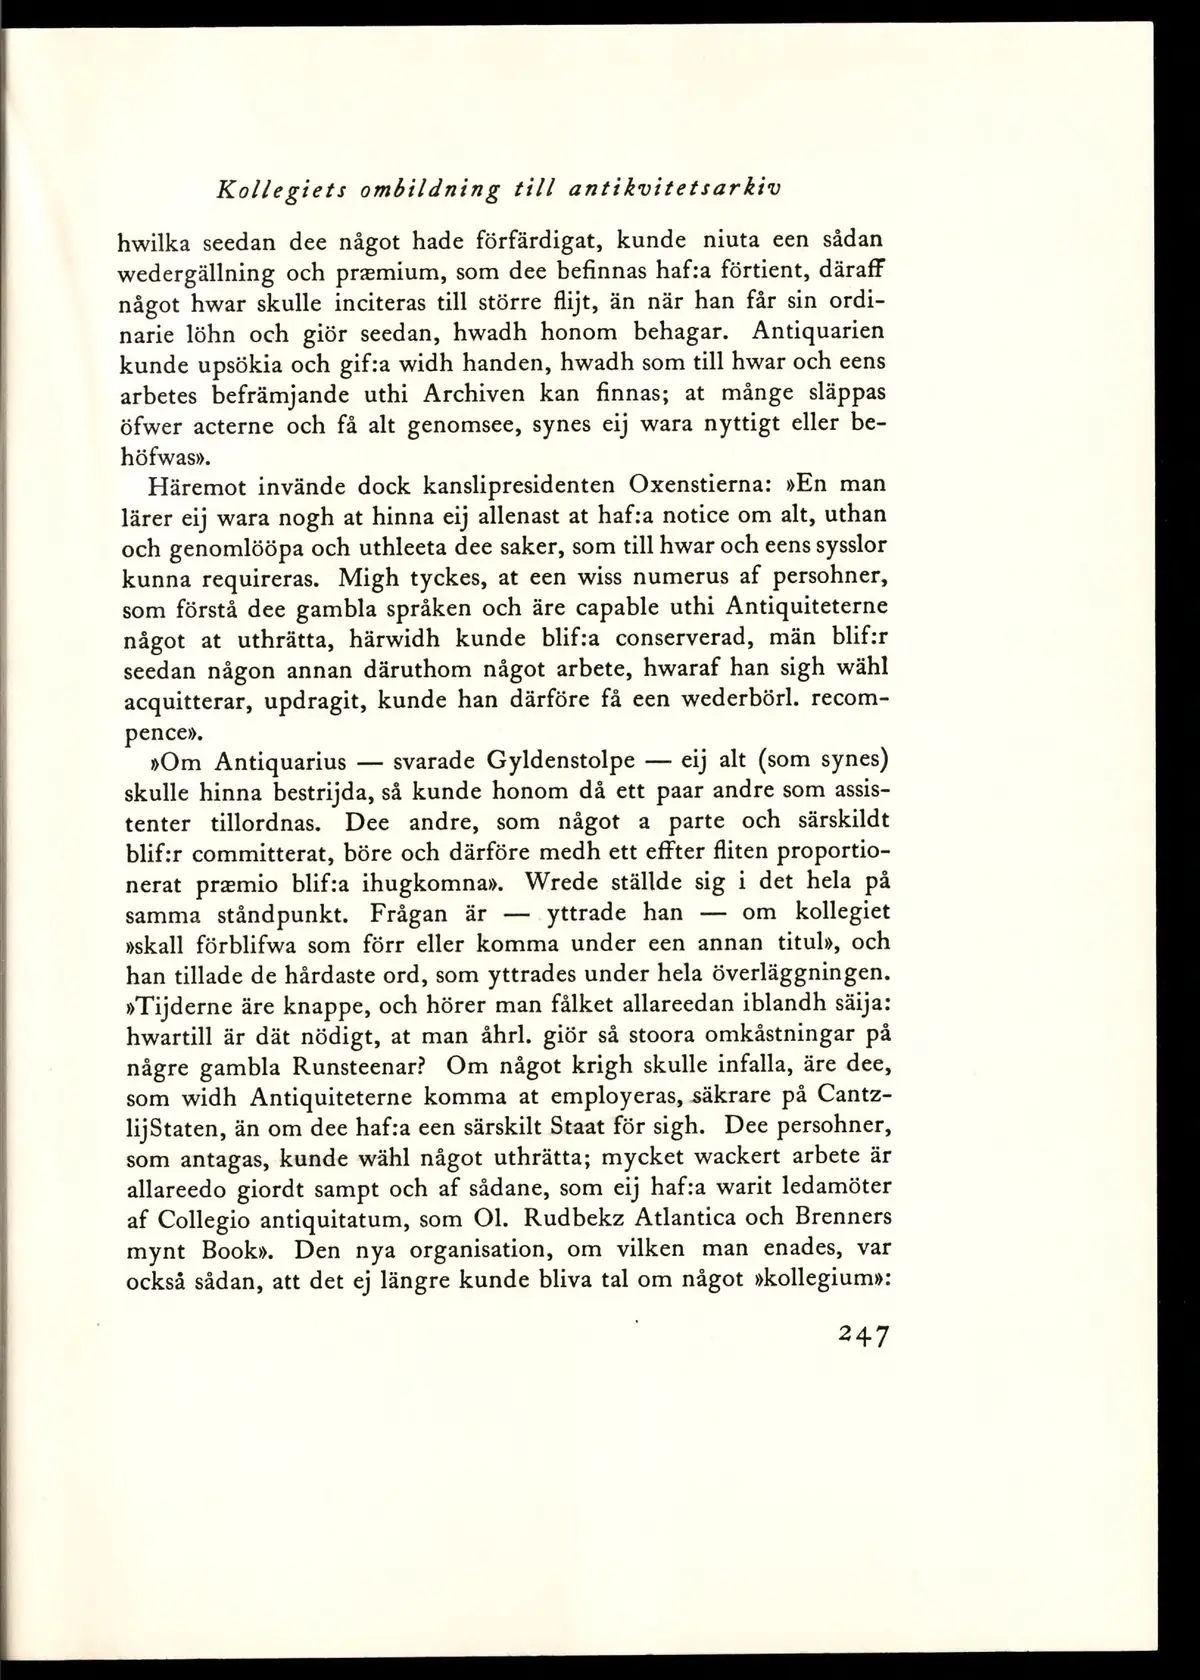 Kollegiets ombildning till antikvitetsarkiv
hwilka seedan dee något hade förfärdigat, kunde niuta een sådan
wedergällning och præmium, som dee befinnas haf:a förtient, däraff
något hwar skulle inciteras till större flijt, än när han får sin ordi-
narie löhn och giör seedan, hwadh honom behagar. Antiquarien
kunde upsökia och gif:a widh handen, hwadh som till hwar och eens
arbetes befrämjande uthi Archiven kan finnas; at månge släppas
öfwer acterne och få alt genomsee, synes eij wara nyttigt eller be-
höfwas».
Häremot invände dock kanslipresidenten Oxenstierna: »En man
lärer eij wara nogh at hinna eij allenast at haf:a notice om alt, uthan
och genomlööpa och uthleeta dee saker, som till hwar och eens sysslor
kunna requireras. Migh tyckes, at een wiss numerus af persohner,
som förstå dee gambla språken och äre capable uthi Antiquiteterne
något at uthrätta, härwidh kunde blif:a conserverad, män blif:r
seedan någon annan däruthom något arbete, hwaraf han sigh wähl
acquitterar, updragit, kunde han därföre få een wederbörl. recom-
pence».
»Om Antiquarius — svarade Gyldenstolpe — eij alt (som synes)
skulle hinna bestrijda, så kunde honom då ett paar andre som assis-
tenter tillordnas. Dee andre, som något a parte och särskildt
blif:r committerat, böre och därföre medh ett effter fliten proportio-
nerat præmio blif:a ihugkomna». Wrede ställde sig i det hela på
samma ståndpunkt. Frågan är — yttrade han — om kollegiet
»skall förblifwa som förr eller komma under een annan titul», och
han tillade de hårdaste ord, som yttrades under hela överläggningen.
»Tijderne äre knappe, och hörer man fålket allareedan iblandh säija:
hwartill är dät nödigt, at man åhrl. giör så stoora omkåstningar på
någre gambla Runsteenar? Om något krigh skulle infalla, äre dee,
som widh Antiquiteterne komma at employeras, säkrare på Cantz-
lijStaten, än om dee haf:a een särskilt Staat för sigh. Dee persohner,
som antagas, kunde wähl något uthrätta; mycket wackert arbete är
allareedo giordt sampt och af sådane, som eij haf:a warit ledamöter
af Collegio antiquitatum, som Ol. Rudbekz Atlantica och Brenners
mynt Book». Den nya organisation, om vilken man enades, var
också sådan, att det ej längre kunde bliva tal om något »kollegium»:
247